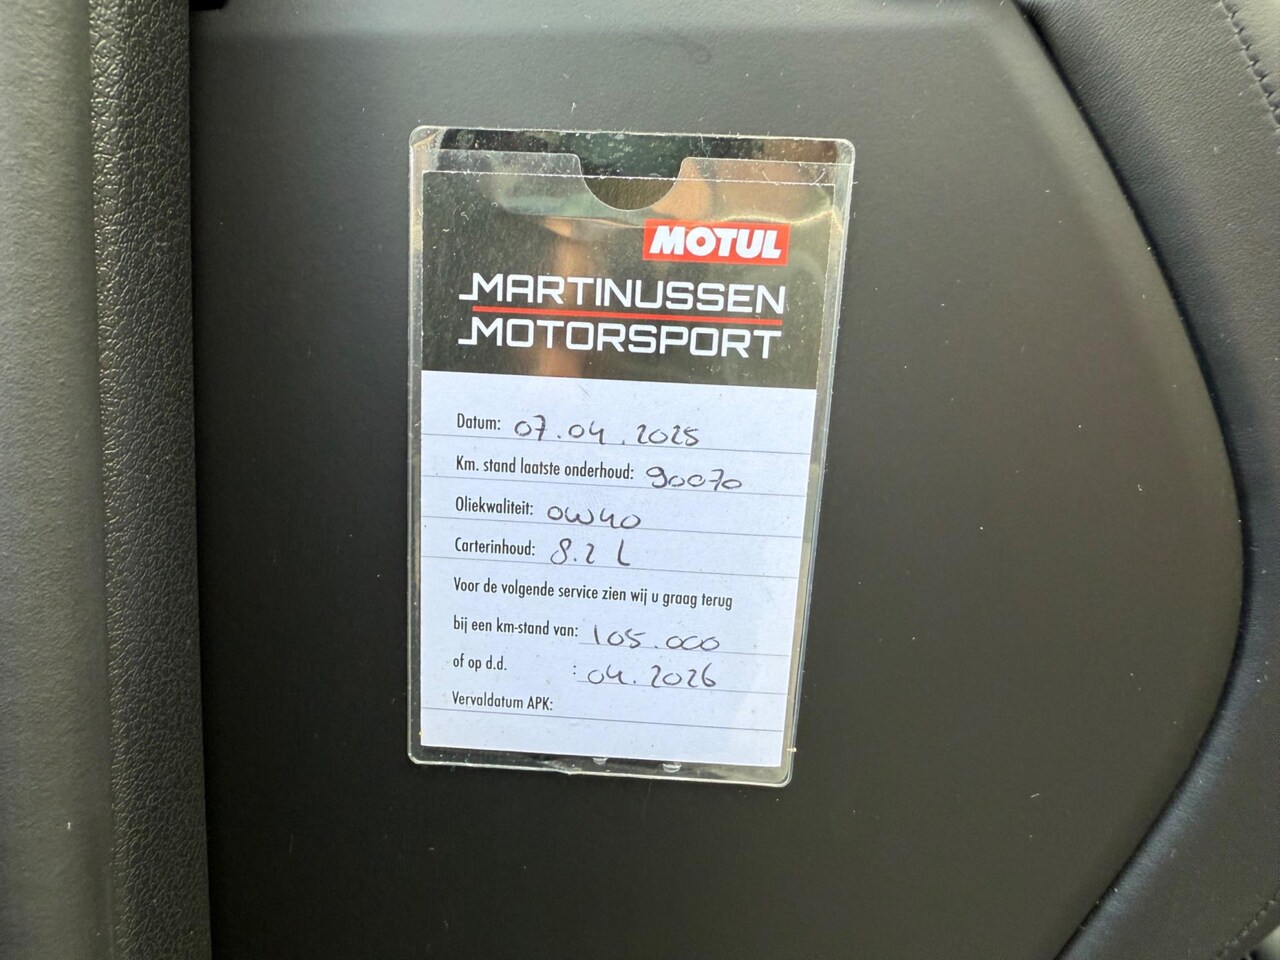 MOTUL
MARTINUSSEN
MOTORSPORT
Datum: 07.04.2025
Km. stand laatste onderhoud: 90070
Oliekwaliteit: 0W40
Carterinhoud: 8.2 L
Voor de volgende service zien wij u graag terug
bij een km-stand van: 105.000
of op d.d. : 04.2026
Vervaldatum APK: